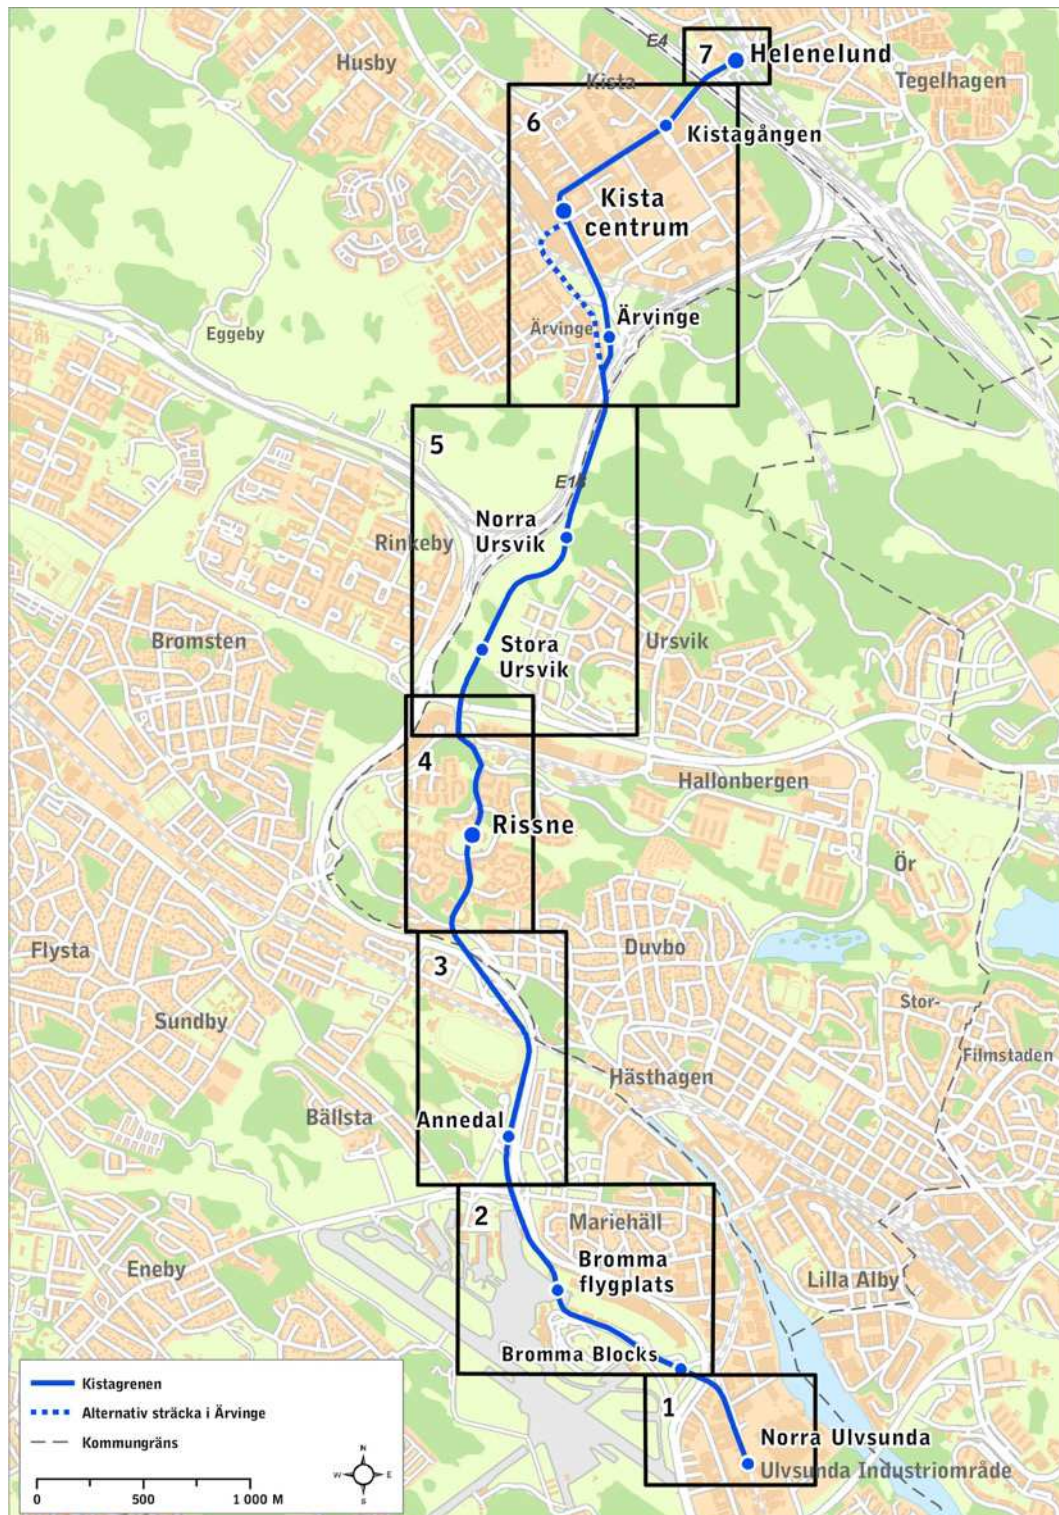 E4
7
Helenelund
Husby
Kista
Tegelhagen
6
Kistagången
Kista
centrum
Ärvinge
Ärvinge
Eggeby
5
E18
Norra
Ursvik
Rinkeby
Bromsten
Stora
Ursvik
Ursvik
4
Hallonbergen
Rissne
Ör
Flysta
3
Duvbo
Sundby
Stor-
Filmstaden
Hästhagen
Bällsta
Annedal
2
Mariehäll
Eneby
Bromma
flygplats
Lilla Alby
Bromma Blocks
1
Norra Ulvsunda
Ulvsunda Industriområde
Kistagrenen
Alternativ sträcka i Ärvinge
Kommungräns
N
W E
S
0 500 1 000 M